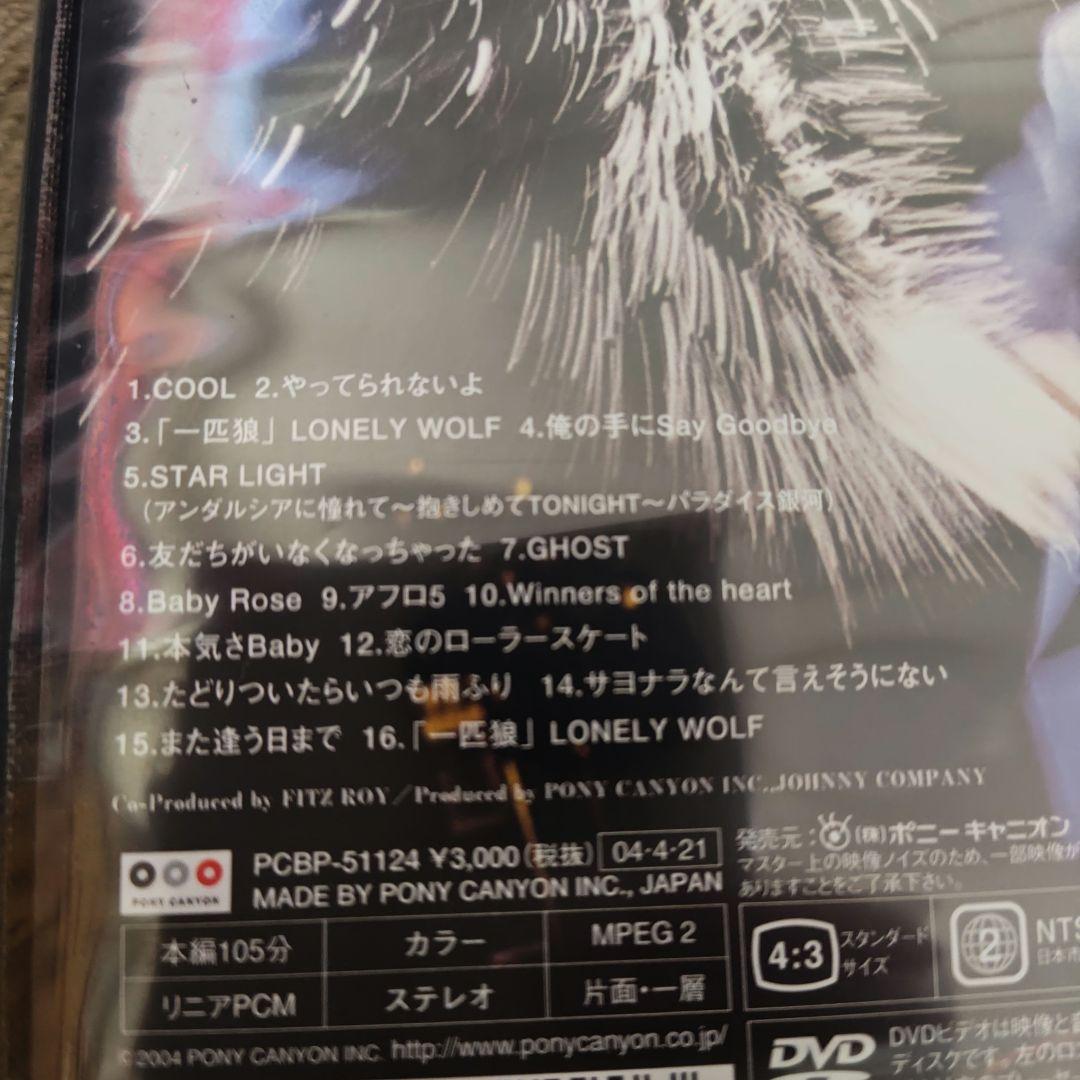 1.COOL 2.やってられないよ
3.「一匹狼」LONELY WOLF 4.俺の手にSay Goodbye
5.STAR LIGHT
(アンダルシアに憧れて〜抱きしめてTONIGHT〜パラダイス銀河)
6.友だちがいなくなっちゃった 7.GHOST
8.Baby Rose 9.アフロ5 10.Winners of the heart
11.本気さBaby 12.恋のローラースケート
13.たどりついたらいつも雨ふり 14.サヨナラなんて言えそうにない
15.また逢う日まで 16.「一匹狼」LONELY WOLF
Co-Produced by FITZ ROY/Produced by PONY CANYON INC.,JOHNNY COMPANY
PONY CANYON
PCBP-51124 ¥3,000(税抜) 04・4・21
MADE BY PONY CANYON INC., JAPAN
発売元:(株)ポニーキャニオン
マスター上の映像ノイズのため、一部映像が
ありますことをご了承下さい。
本編105分 カラー MPEG 2
リニアPCM ステレオ 片面・一層
4:3 スタンダード
サイズ
2 NTS
日本市
©2004 PONY CANYON INC. http://www.ponycanyon.co.jp/
DVD
DVDビデオは映像と
ディスクです。左のロ